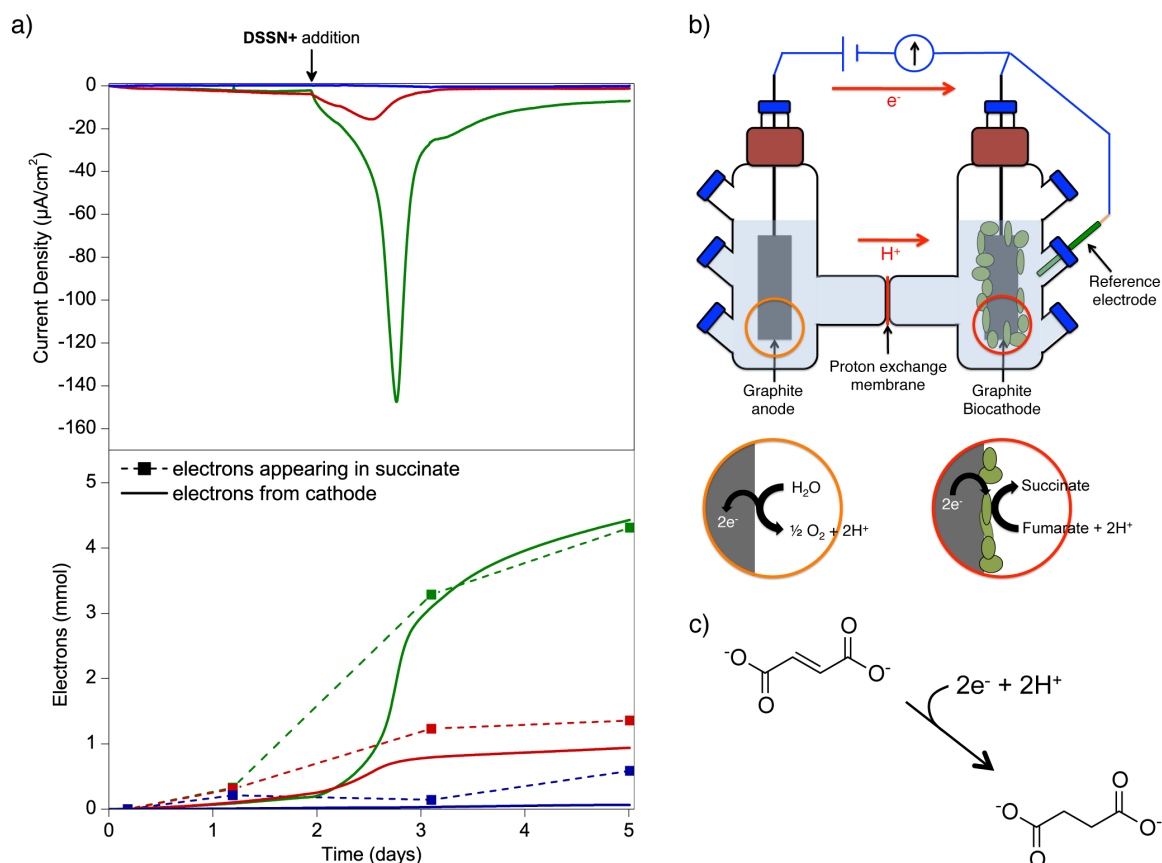 a)
DSSN+ addition
0
-20
-40
-60
-80
-100
-120
-140
-160
Current Density (µA/cm²)
electrons appearing in succinate
electrons from cathode
5
4
3
2
1
0
Electrons (mmol)
0 1 2 3 4 5
Time (days)
b)
e⁻
H⁺
Reference
electrode
Graphite
anode
Proton exchange
membrane
Graphite
Biocathode
2e⁻
H₂O
½ O₂ + 2H⁺
2e⁻
Succinate
Fumarate + 2H⁺
c)
⁻O
O
O
O⁻
2e⁻ + 2H⁺
⁻O
O
O
O⁻